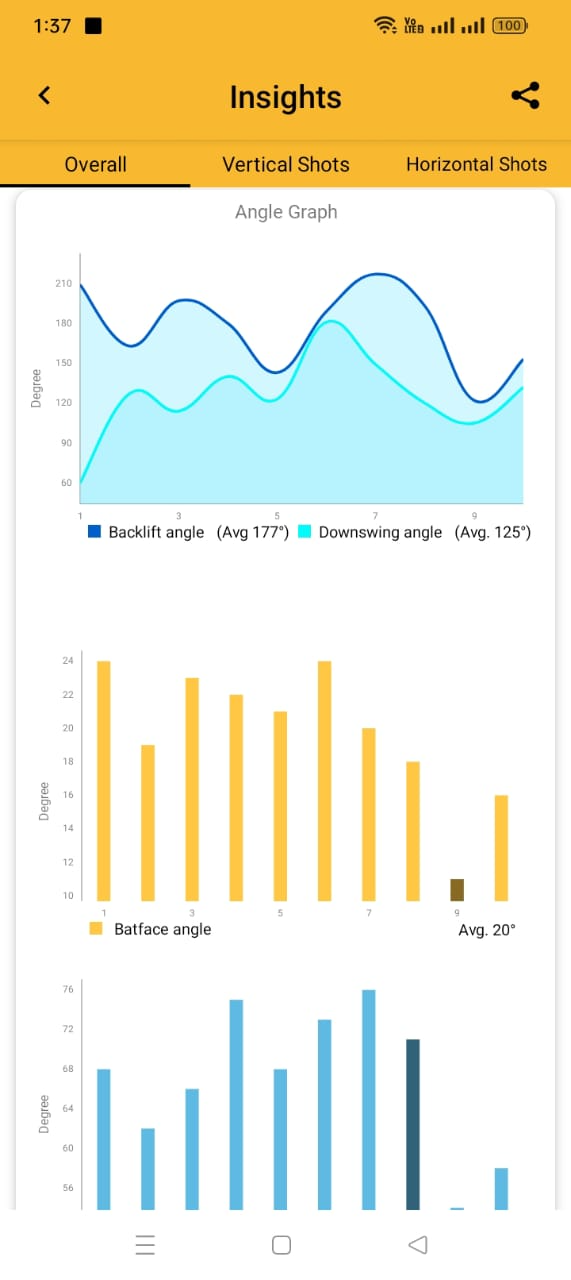 1:37 Vo LTED 100
Insights
Overall Vertical Shots Horizontal Shots
Angle Graph
Degree
210
180
150
120
90
60
1 3 5 7 9
Backlift angle (Avg 177°) Downswing angle (Avg. 125°)
Degree
24
22
20
18
16
14
12
10
1 3 5 7 9
Batface angle Avg. 20°
Degree
76
72
68
64
60
56